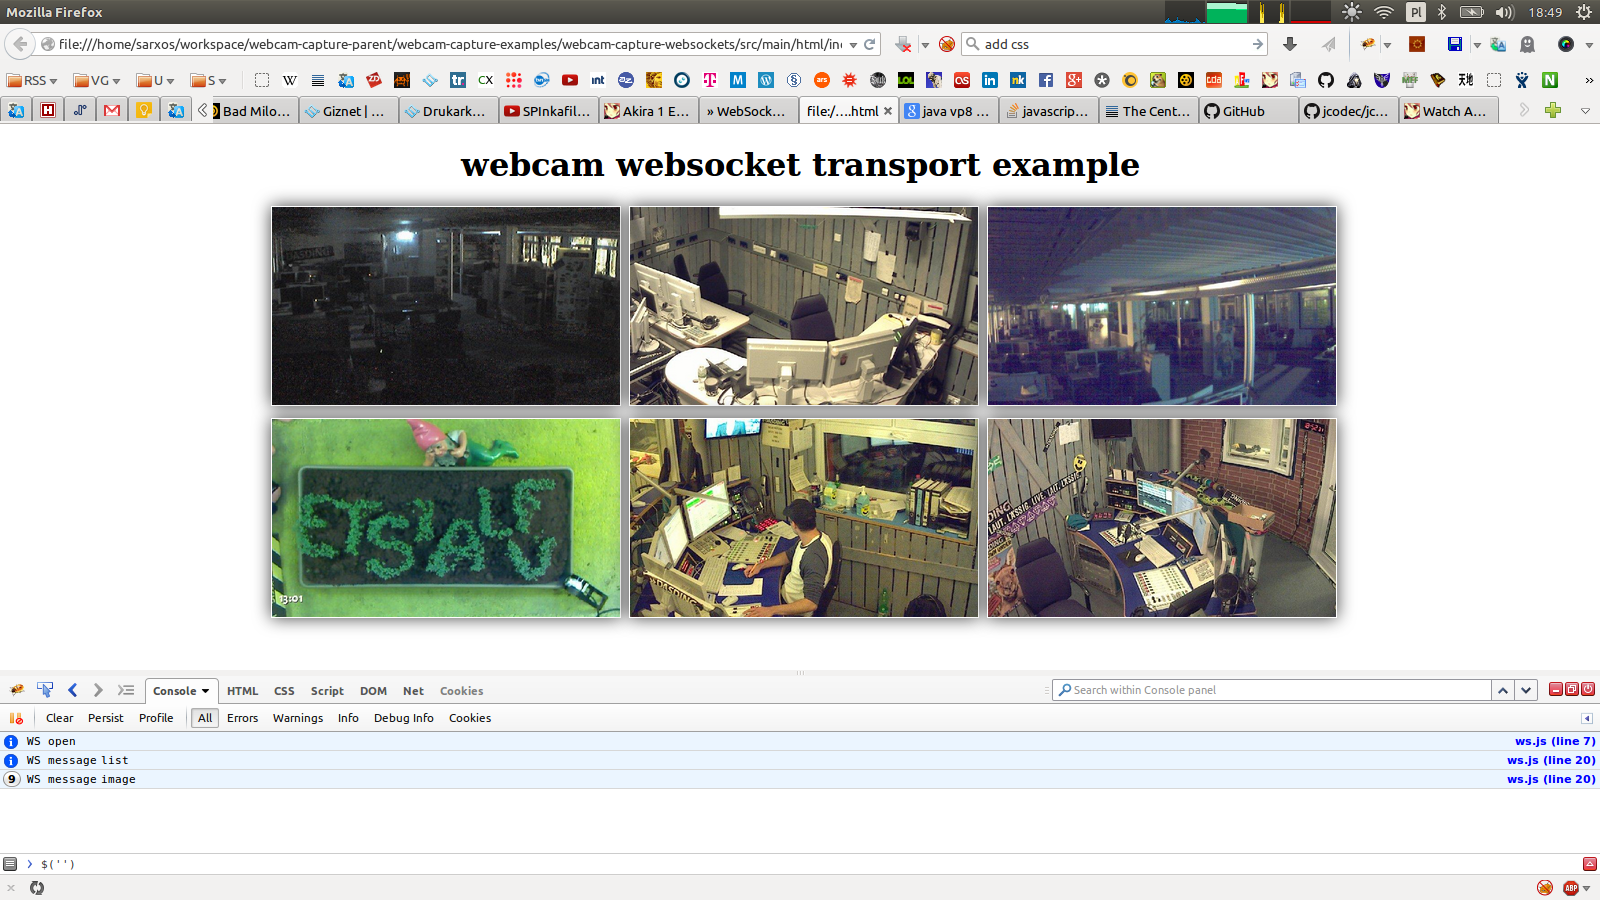 Mozilla Firefox
Pl
18:49
file:///home/sarxos/workspace/webcam-capture-parent/webcam-capture-examples/webcam-capture-websockets/src/main/html/in
add css
RSS
VG
U
S
Bad Milo...
Giznet | ...
Drukark...
SPInkafil...
Akira 1 E...
» WebSock...
file:/....html
java vp8 ...
javascrip...
The Cent...
GitHub
jcodec/jc...
Watch A...
webcam websocket transport example
DASDING
13:01
DASDING
Console
HTML
CSS
Script
DOM
Net
Cookies
Search within Console panel
Clear
Persist
Profile
All
Errors
Warnings
Info
Debug Info
Cookies
WS open
ws.js (line 7)
WS message list
ws.js (line 20)
9
WS message image
ws.js (line 20)
$('')
ABP